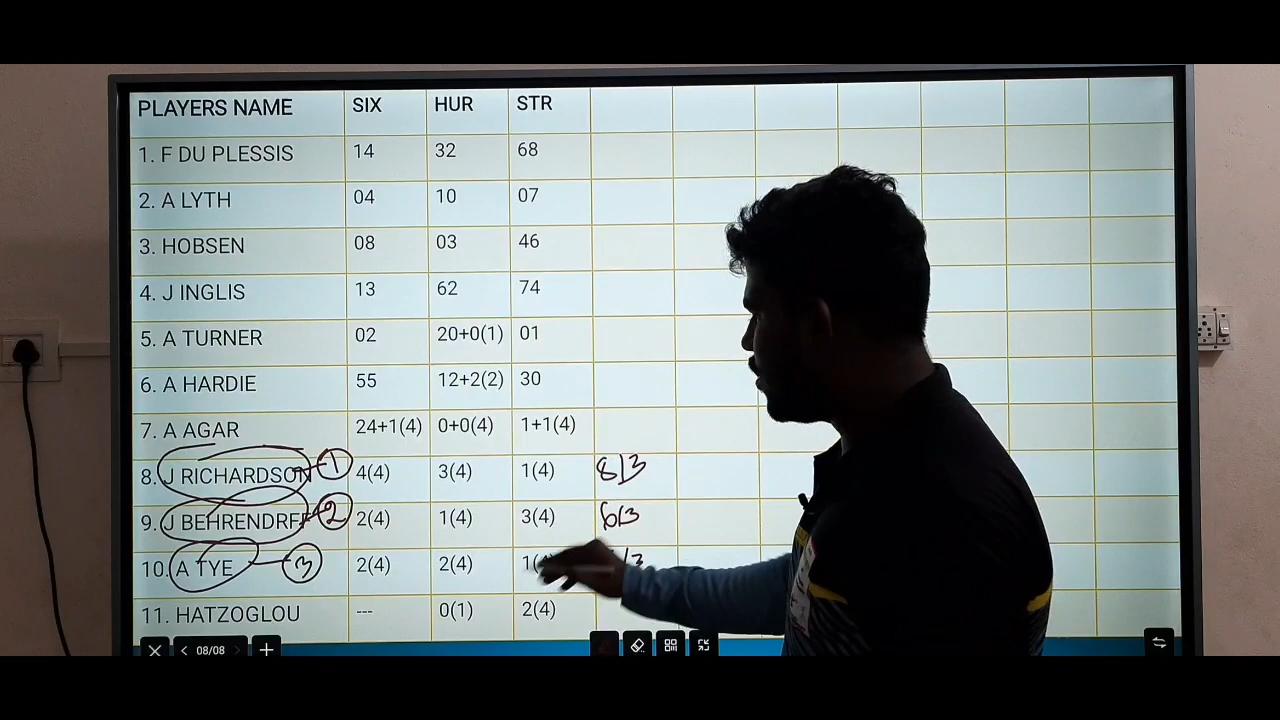 PLAYERS NAME SIX HUR STR
1. F DU PLESSIS 14 32 68
2. A LYTH 04 10 07
3. HOBSEN 08 03 46
4. J INGLIS 13 62 74
5. A TURNER 02 20+0(1) 01
6. A HARDIE 55 12+2(2) 30
7. A AGAR 24+1(4) 0+0(4) 1+1(4)
8. J RICHARDSON 1 4(4) 3(4) 1(4) 8/3
9. J BEHRENDRFF 2 2(4) 1(4) 3(4) 6/3
10. A TYE 3 2(4) 2(4)
11. HATZOGLOU --- 0(1) 2(4)
08/08